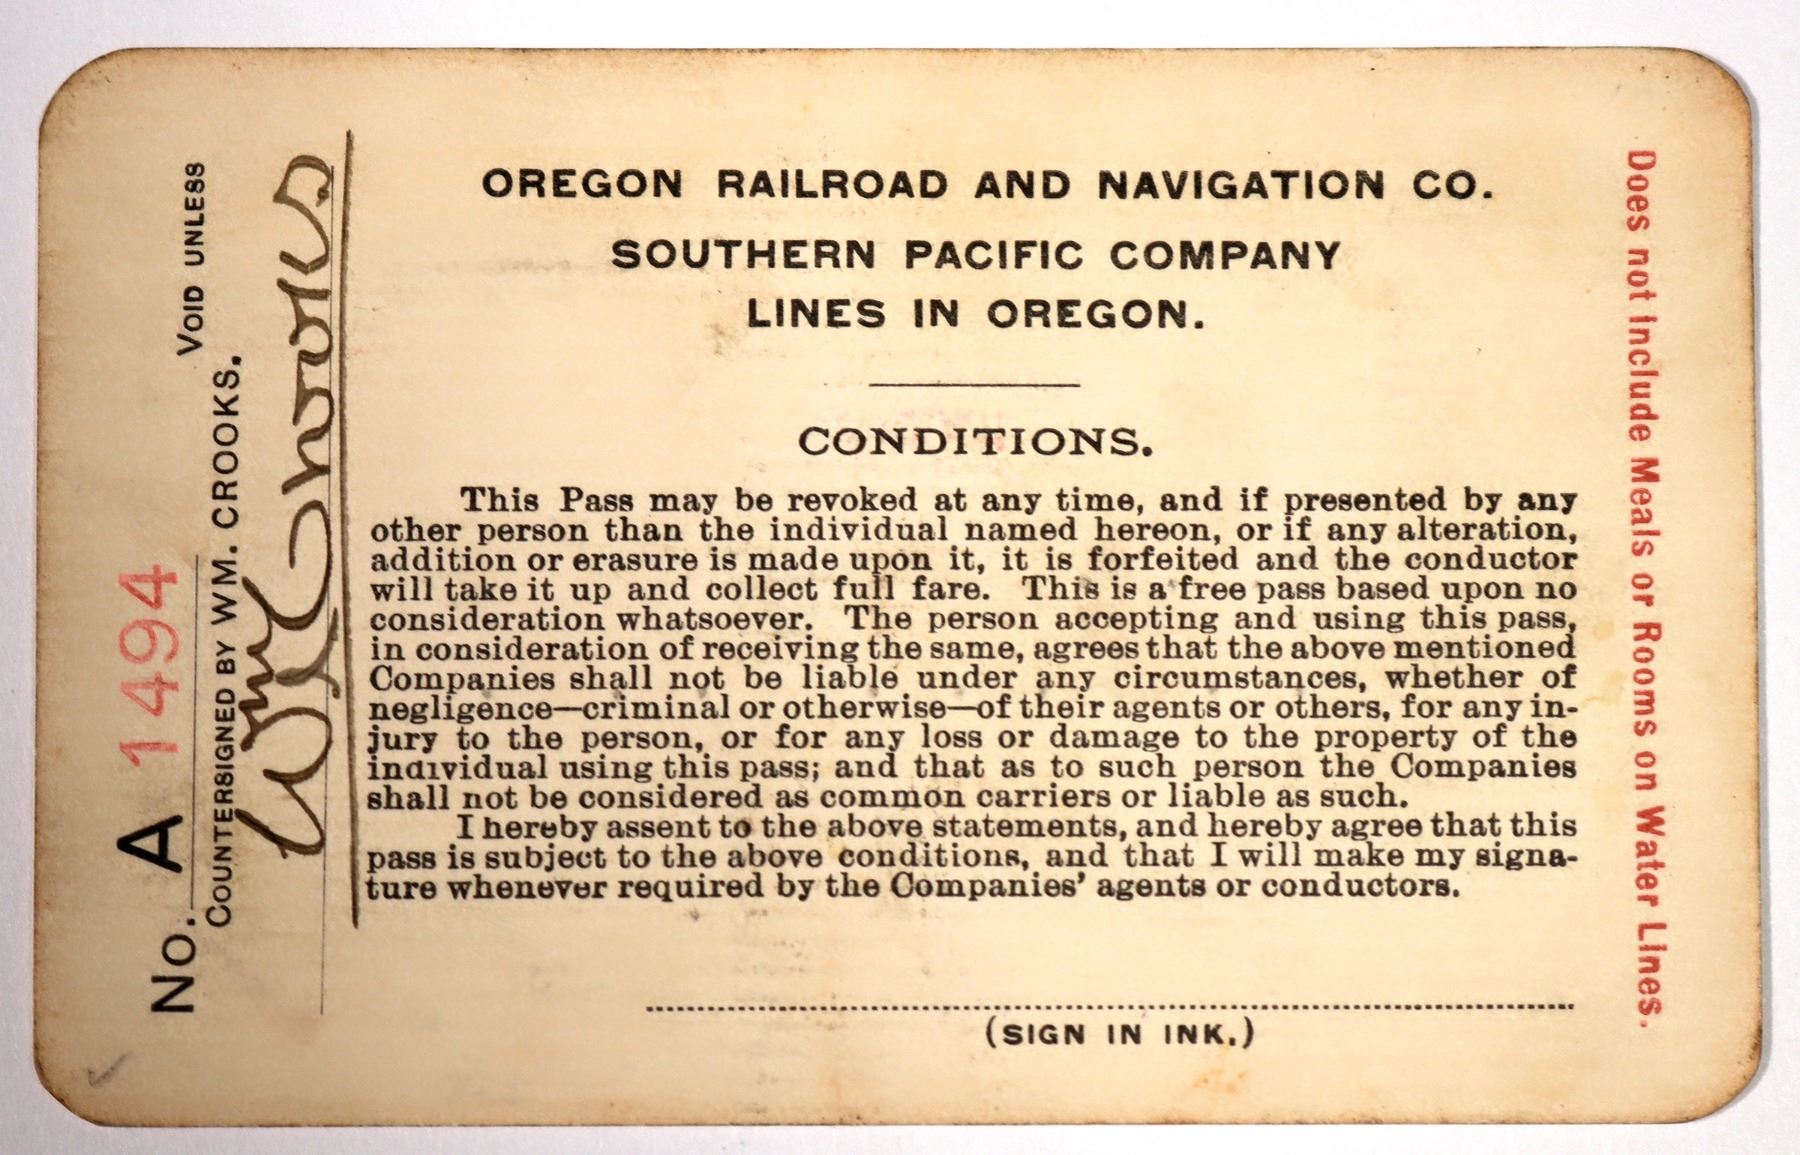 No. A 1494
VOID UNLESS
COUNTERSIGNED BY WM. CROOKS.
Wm Crooks
OREGON RAILROAD AND NAVIGATION CO.
SOUTHERN PACIFIC COMPANY
LINES IN OREGON.
CONDITIONS.
This Pass may be revoked at any time, and if presented by any
other person than the individual named hereon, or if any alteration,
addition or erasure is made upon it, it is forfeited and the conductor
will take it up and collect full fare. This is a free pass based upon no
consideration whatsoever. The person accepting and using this pass,
in consideration of receiving the same, agrees that the above mentioned
Companies shall not be liable under any circumstances, whether of
negligence—criminal or otherwise—of their agents or others, for any in-
jury to the person, or for any loss or damage to the property of the
individual using this pass; and that as to such person the Companies
shall not be considered as common carriers or liable as such.
I hereby assent to the above statements, and hereby agree that this
pass is subject to the above conditions, and that I will make my signa-
ture whenever required by the Companies' agents or conductors.
(SIGN IN INK.)
Does not Include Meals or Rooms on Water Lines.